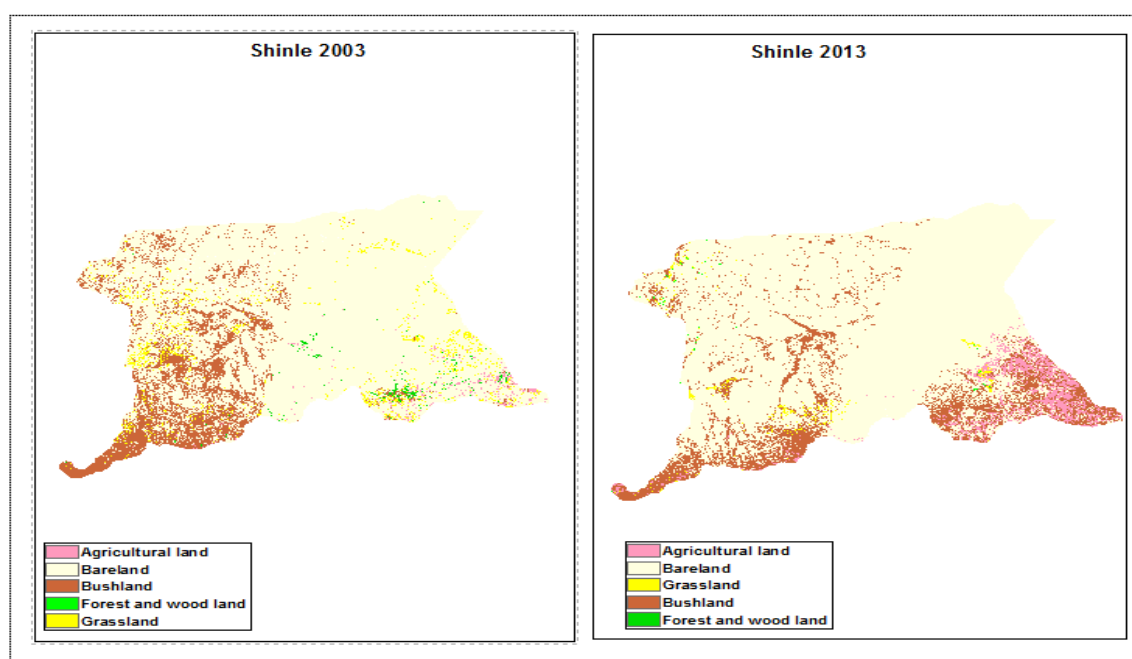 Shinle 2003
Agricultural land
Bareland
Bushland
Forest and wood land
Grassland
Shinle 2013
Agricultural land
Bareland
Grassland
Bushland
Forest and wood land